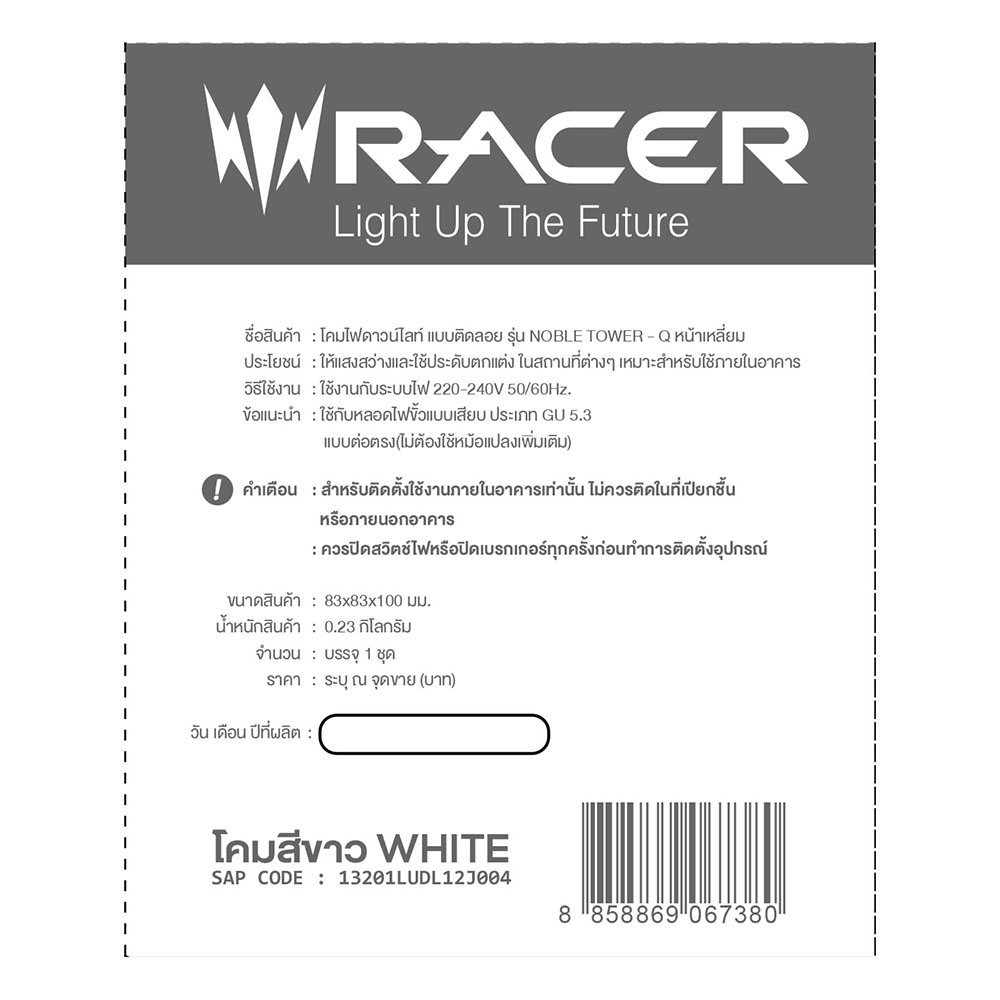 RACER
Light Up The Future
ชื่อสินค้า : โคมไฟดาวน์ไลท์ แบบติดลอย รุ่น NOBLE TOWER - Q หน้าเหลี่ยม
ประโยชน์ : ให้แสงสว่างและใช้ประดับตกแต่ง ในสถานที่ต่างๆ เหมาะสำหรับใช้ภายในอาคาร
วิธีใช้งาน : ใช้งานกับระบบไฟ 220-240V 50/60Hz.
ข้อแนะนำ : ใช้กับหลอดไฟขั้วแบบเสียบ ประเภท GU 5.3
แบบต่อตรง(ไม่ต้องใช้หม้อแปลงเพิ่มเติม)
! คำเตือน : สำหรับติดตั้งใช้งานภายในอาคารเท่านั้น ไม่ควรติดในที่เปียกชื้น
หรือภายนอกอาคาร
: ควรปิดสวิตช์ไฟหรือปิดเบรกเกอร์ทุกครั้งก่อนทำการติดตั้งอุปกรณ์
ขนาดสินค้า : 83x83x100 มม.
น้ำหนักสินค้า : 0.23 กิโลกรัม
จำนวน : บรรจุ 1 ชุด
ราคา : ระบุ ณ จุดขาย (บาท)
วัน เดือน ปีที่ผลิต :
โคมสีขาว WHITE
SAP CODE : 13201LUDL12J004
8 858869 067380